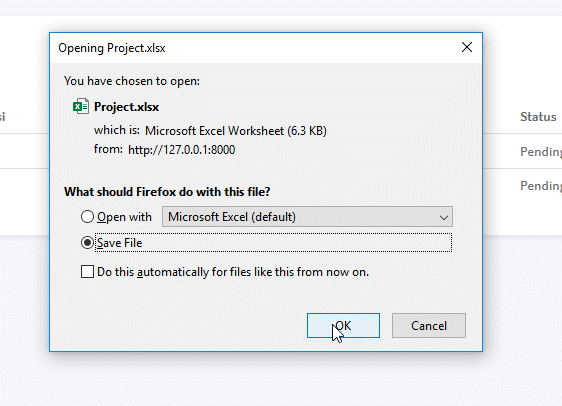 Opening Project.xlsx
You have chosen to open:
Project.xlsx
which is: Microsoft Excel Worksheet (6.3 KB)
from: http://127.0.0.1:8000
si Status
Pending
Pending
What should Firefox do with this file?
Open with Microsoft Excel (default)
Save File
Do this automatically for files like this from now on.
OK Cancel